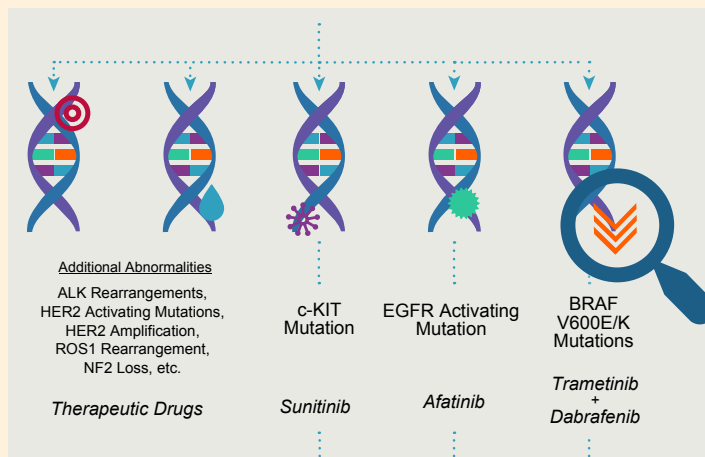 Additional Abnormalities
ALK Rearrangements,
HER2 Activating Mutations,
HER2 Amplification,
ROS1 Rearrangement,
NF2 Loss, etc.
Therapeutic Drugs
c-KIT
Mutation
Sunitinib
EGFR Activating
Mutation
Afatinib
BRAF
V600E/K
Mutations
Trametinib
+
Dabrafenib